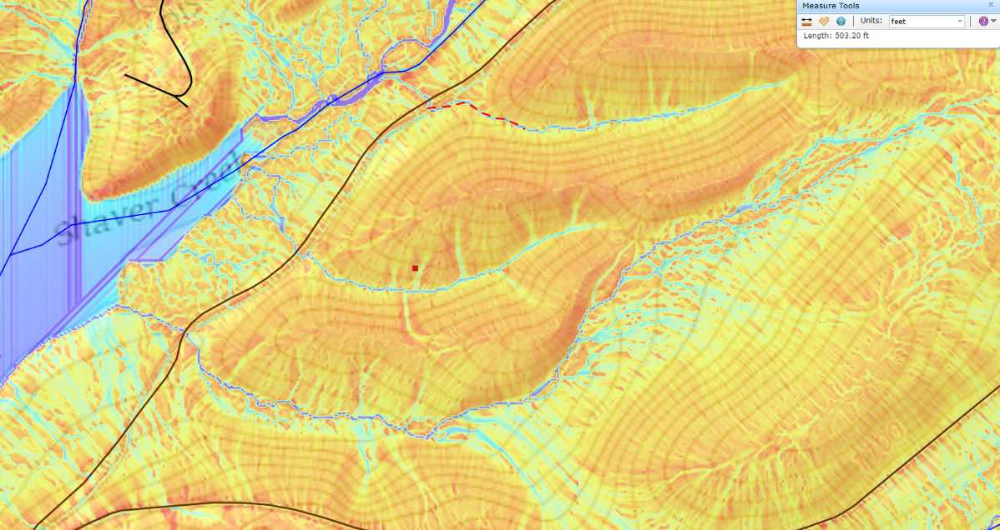 Measure Tools
Units: feet
Length: 503.20 ft
Shaver Creek